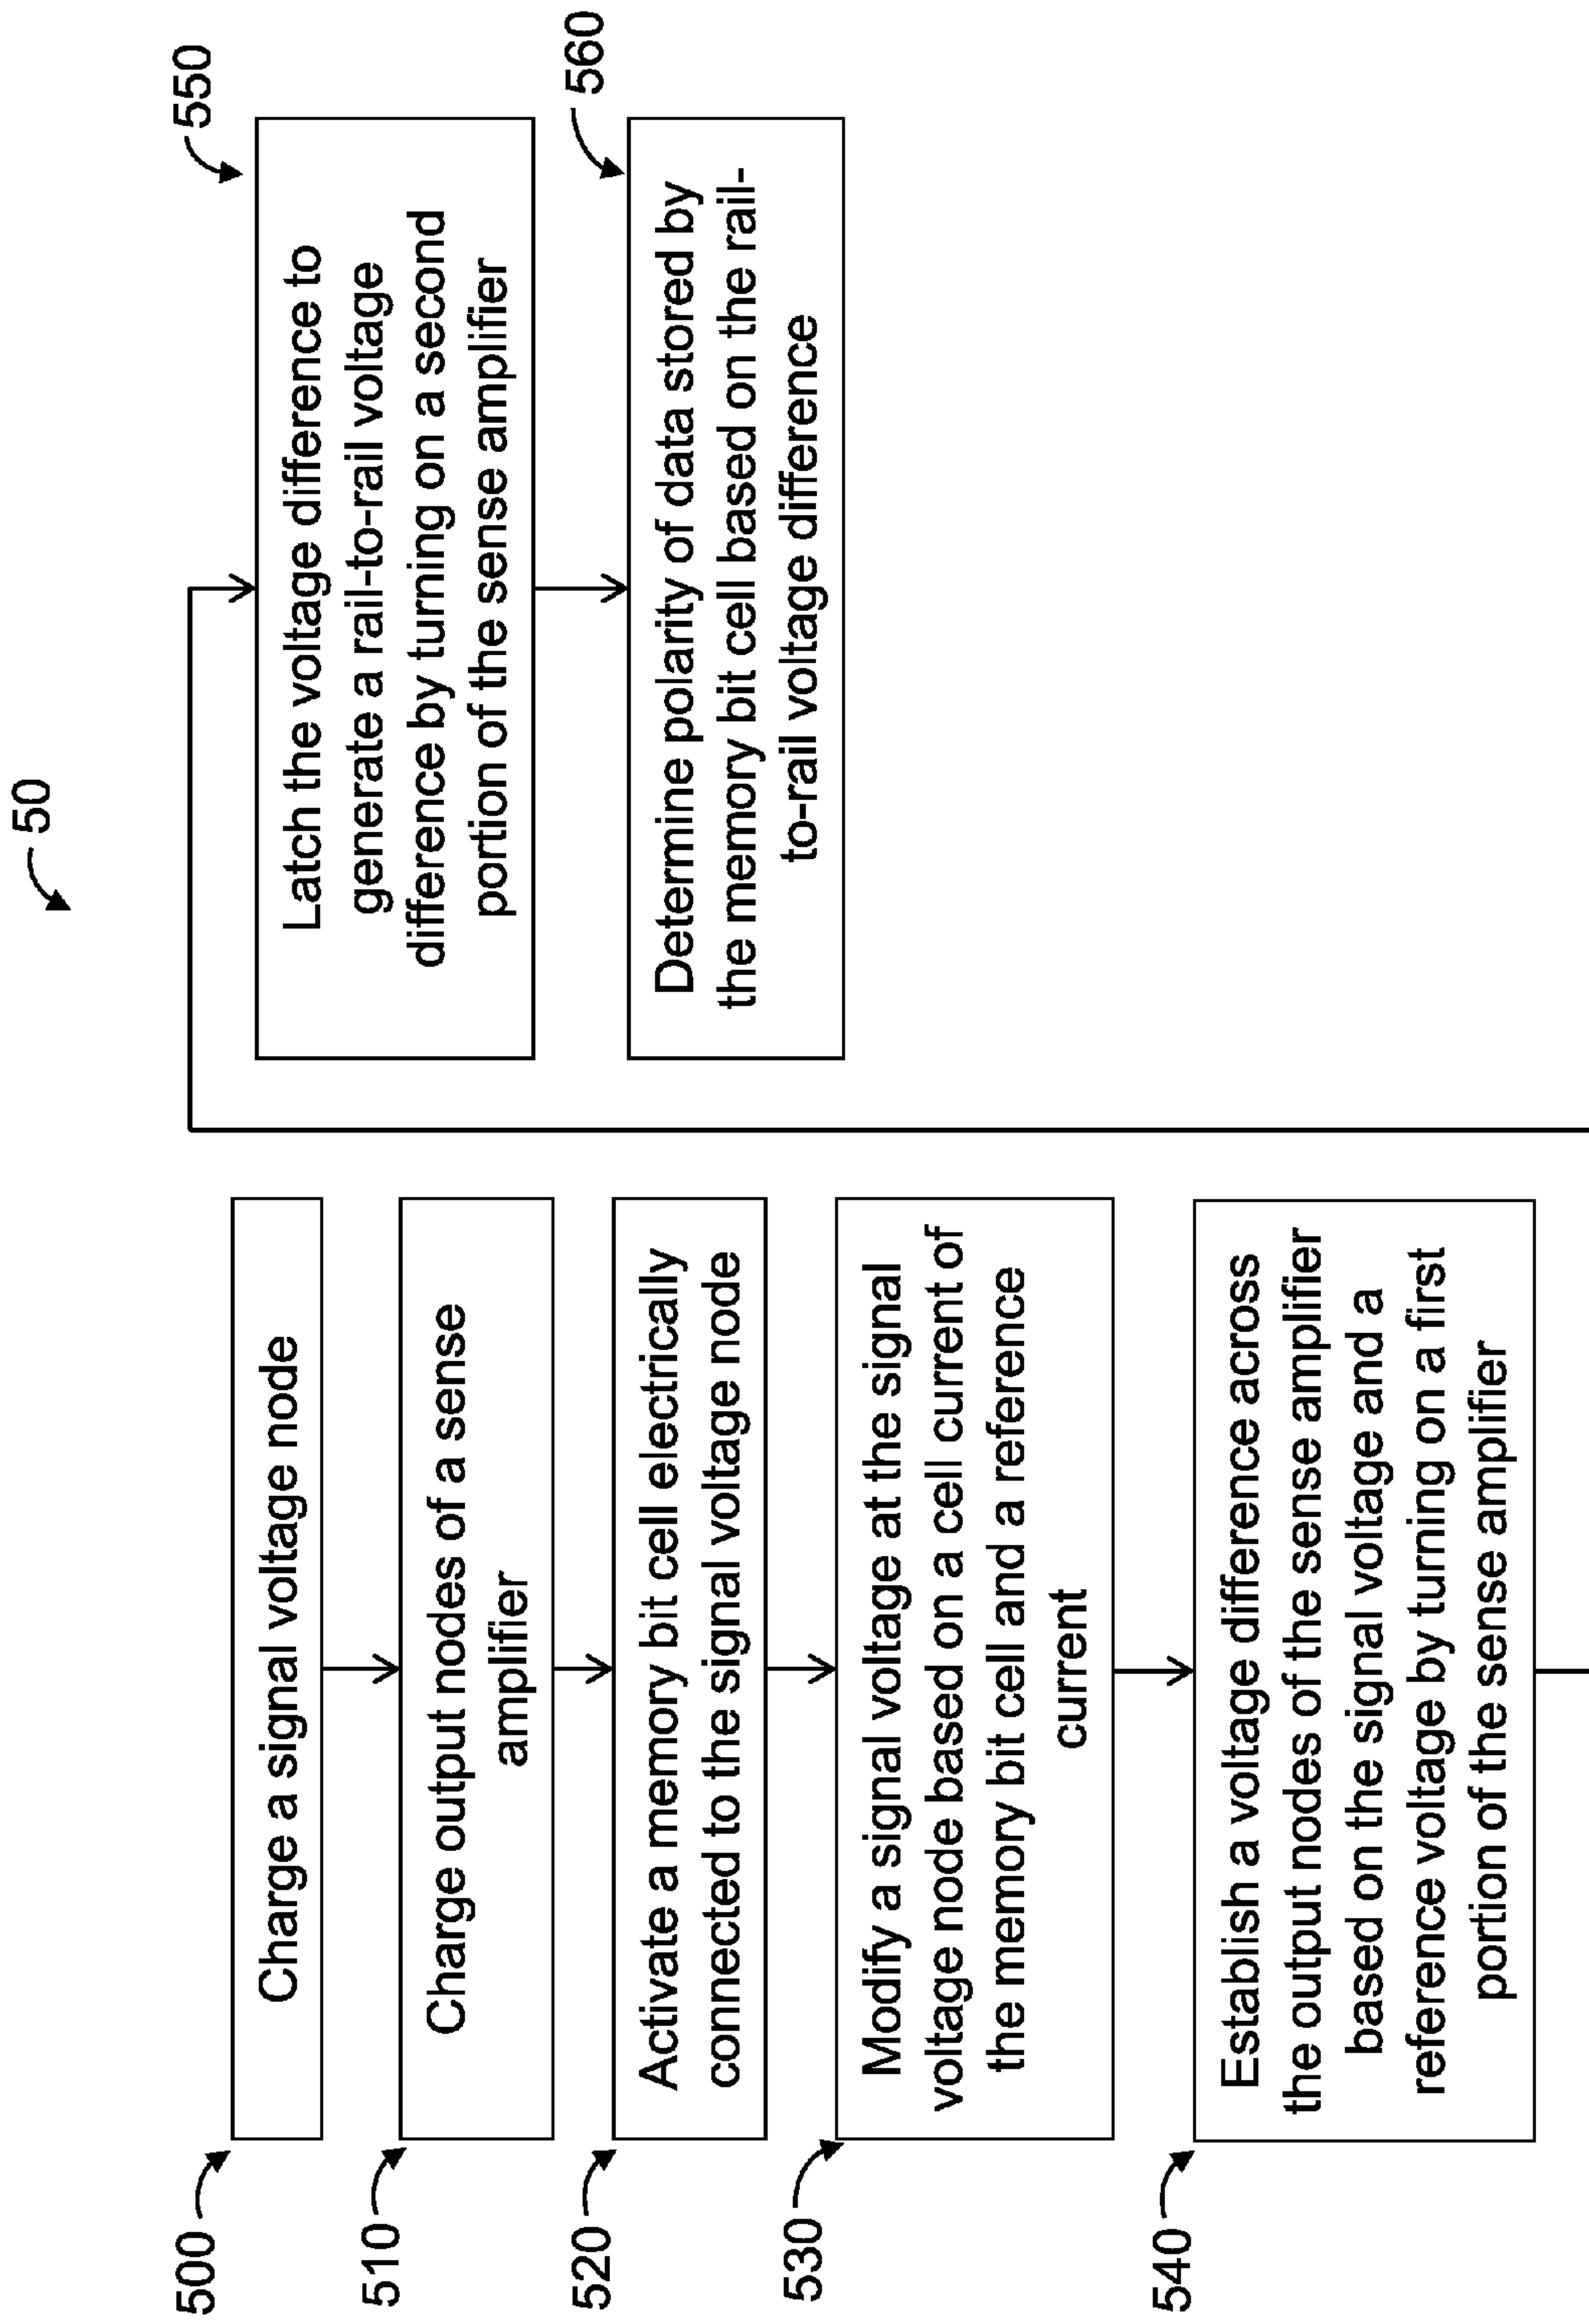 50
500
Charge a signal voltage node
510
Charge output nodes of a sense
amplifier
520
Activate a memory bit cell electrically
connected to the signal voltage node
530
Modify a signal voltage at the signal
voltage node based on a cell current of
the memory bit cell and a reference
current
540
Establish a voltage difference across
the output nodes of the sense amplifier
based on the signal voltage and a
reference voltage by turning on a first
portion of the sense amplifier
550
Latch the voltage difference to
generate a rail-to-rail voltage
difference by turning on a second
portion of the sense amplifier
560
Determine polarity of data stored by
the memory bit cell based on the rail-
to-rail voltage difference